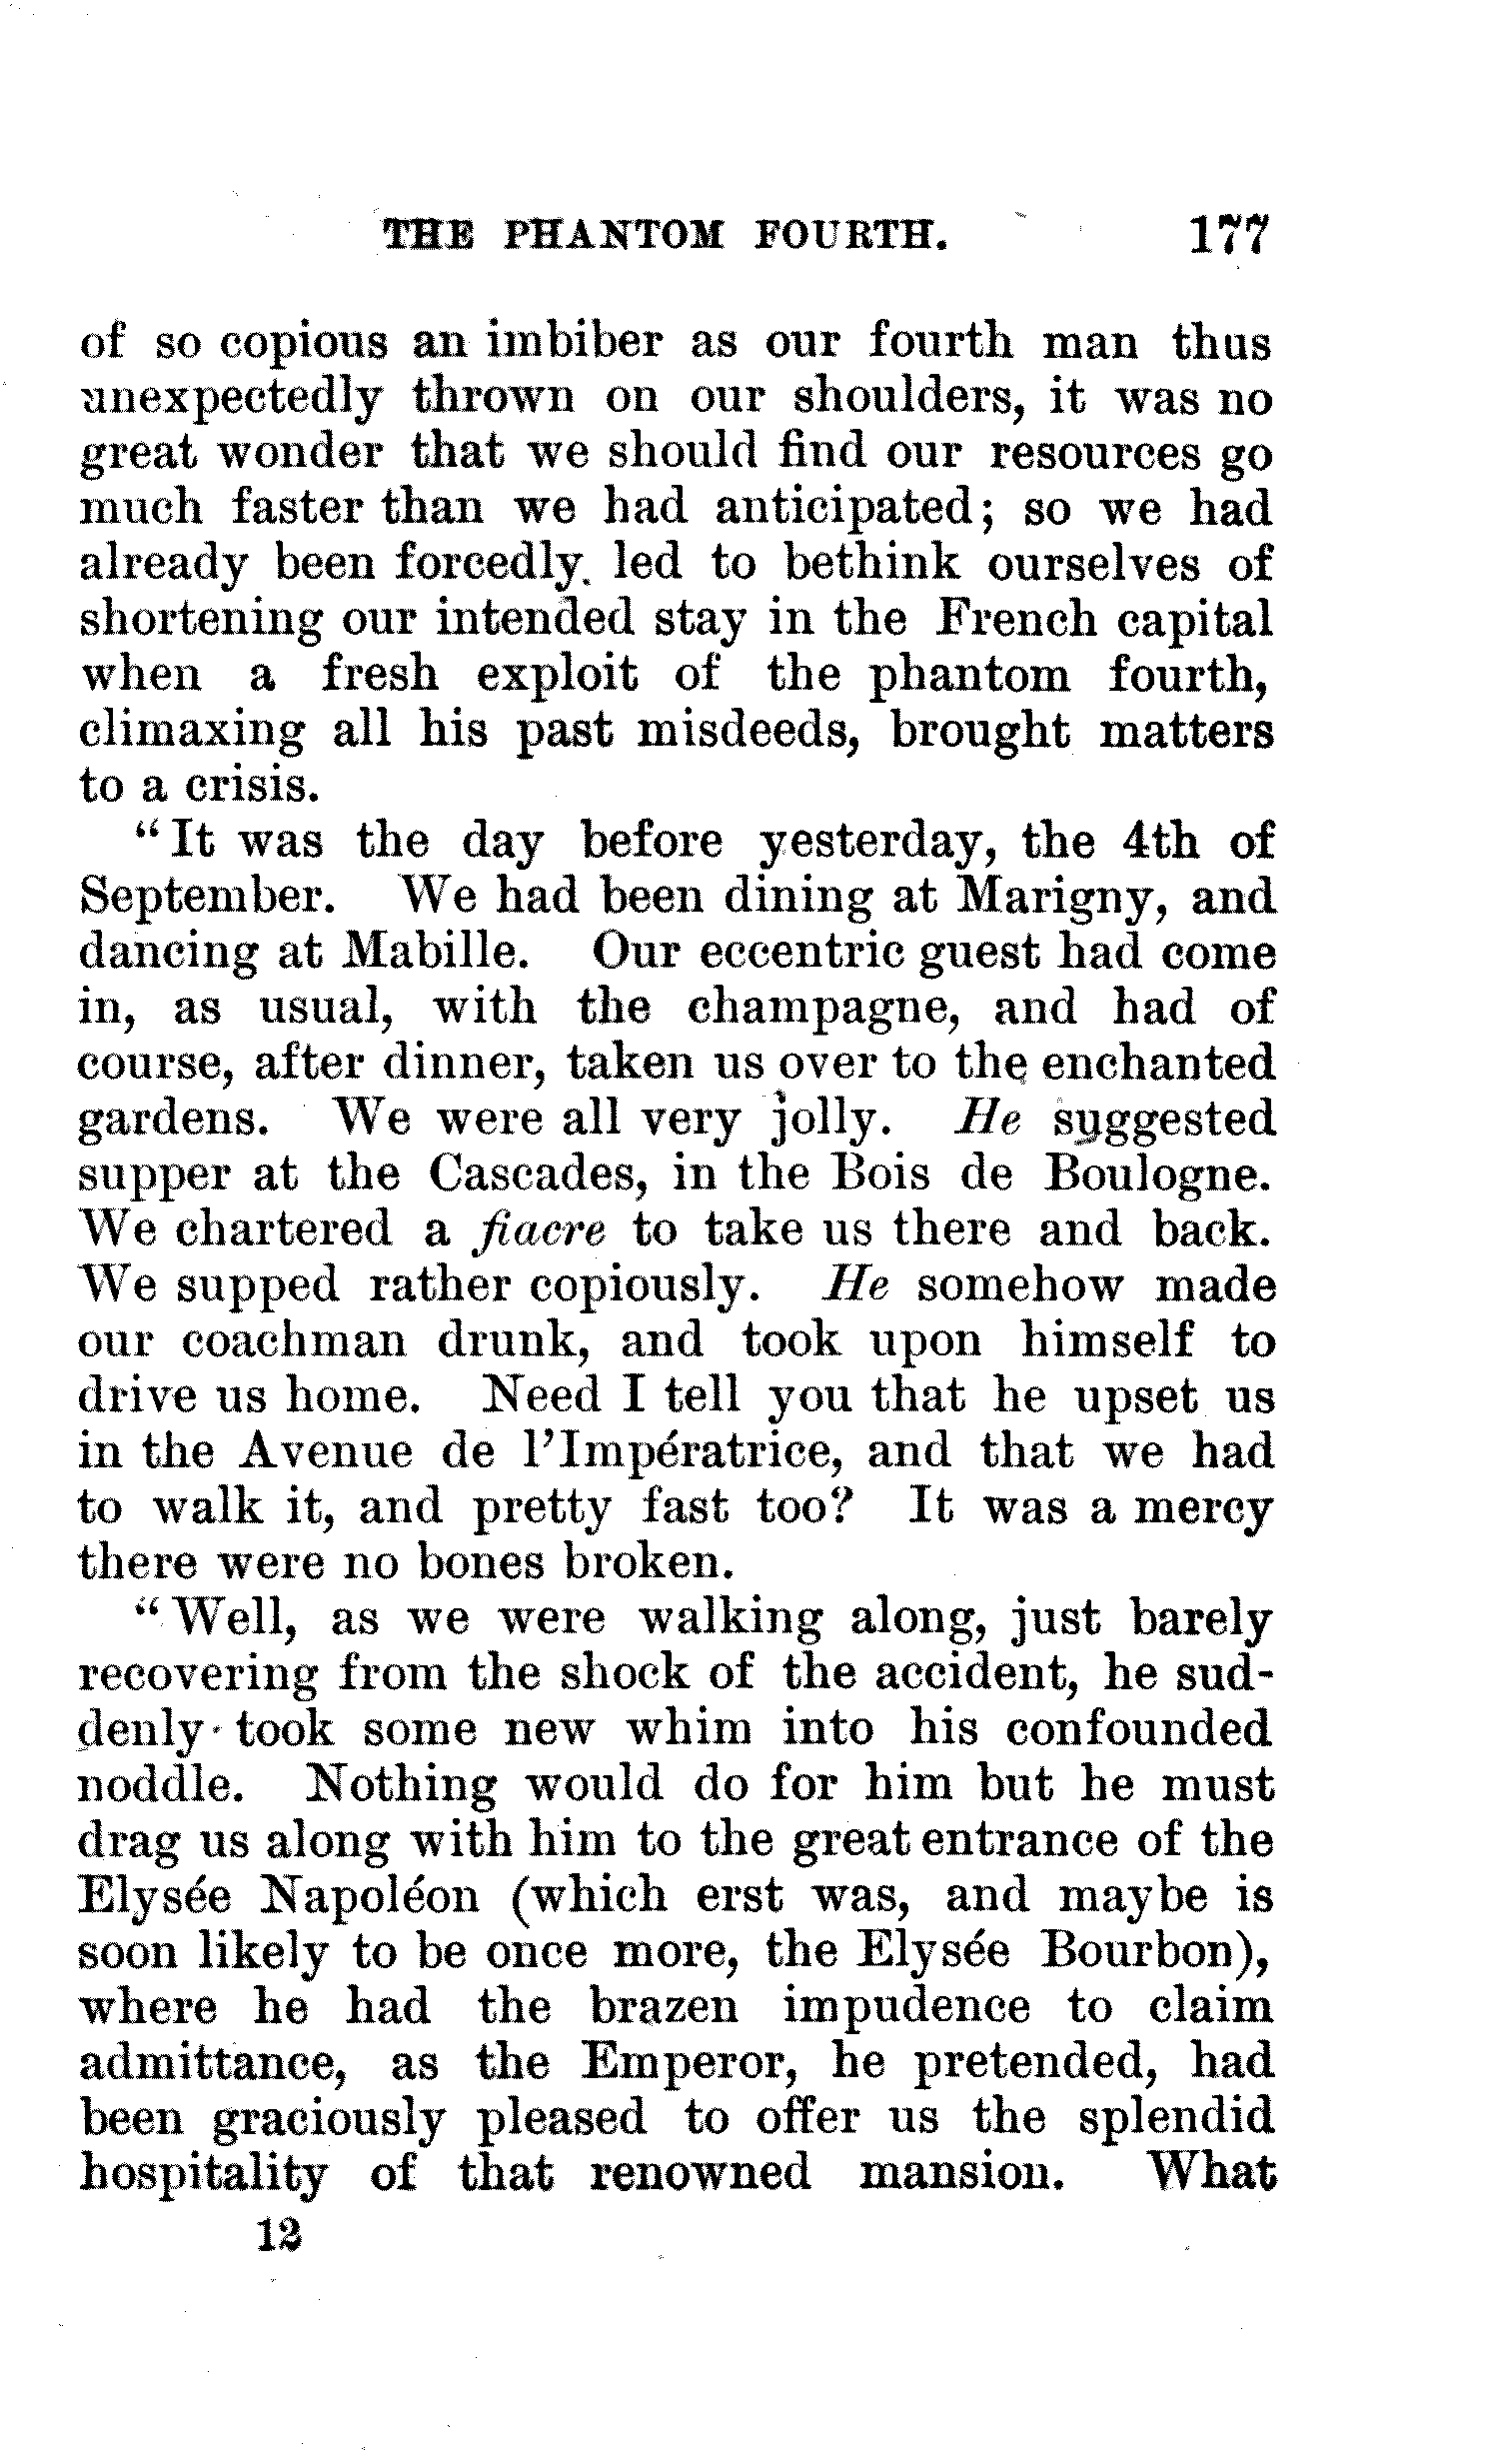 THE PHANTOM FOURTH. 177
of so copious an imbiber as our fourth man thus
unexpectedly thrown on our shoulders, it was no
great wonder that we should find our resources go
much faster than we had anticipated; so we had
already been forcedly led to bethink ourselves of
shortening our intended stay in the French capital
when a fresh exploit of the phantom fourth,
climaxing all his past misdeeds, brought matters
to a crisis.
"It was the day before yesterday, the 4th of
September. We had been dining at Marigny, and
dancing at Mabille. Our eccentric guest had come
in, as usual, with the champagne, and had of
course, after dinner, taken us over to the enchanted
gardens. We were all very jolly. He suggested
supper at the Cascades, in the Bois de Boulogne.
We chartered a fiacre to take us there and back.
We supped rather copiously. He somehow made
our coachman drunk, and took upon himself to
drive us home. Need I tell you that he upset us
in the Avenue de l'Impératrice, and that we had
to walk it, and pretty fast too? It was a mercy
there were no bones broken.
"Well, as we were walking along, just barely
recovering from the shock of the accident, he sud-
denly took some new whim into his confounded
noddle. Nothing would do for him but he must
drag us along with him to the great entrance of the
Elysée Napoléon (which erst was, and maybe is
soon likely to be once more, the Elysée Bourbon),
where he had the brazen impudence to claim
admittance, as the Emperor, he pretended, had
been graciously pleased to offer us the splendid
hospitality of that renowned mansion. What
12